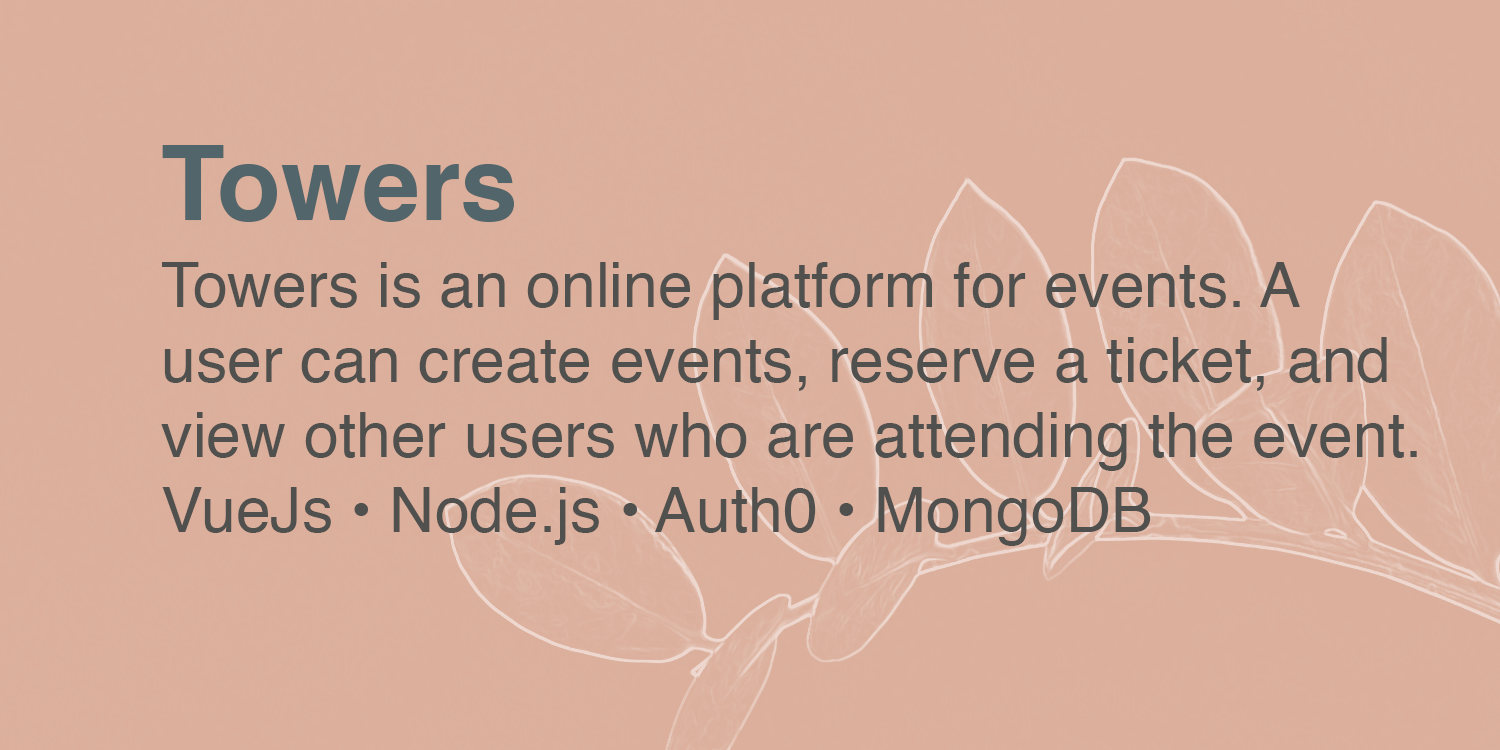 Towers
Towers is an online platform for events. A
user can create events, reserve a ticket, and
view other users who are attending the event.
VueJs • Node.js • Auth0 • MongoDB